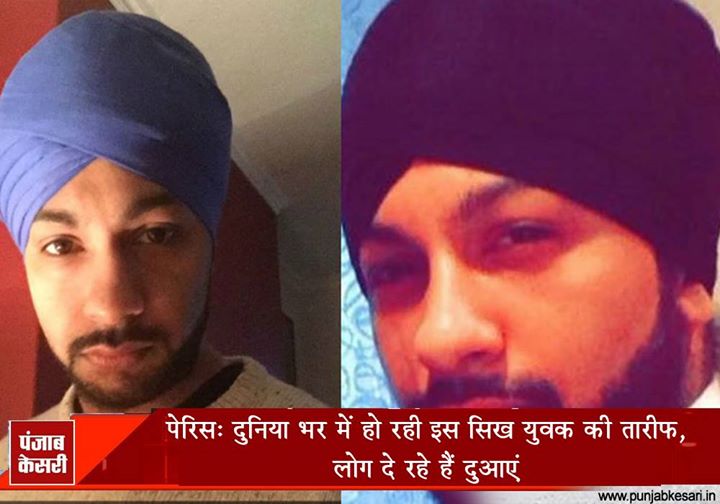 पेरिसः दुनिया भर में हो रही इस सिख युवक की तारीफ,
लोग दे रहे हैं दुआएं
पंजाब
केसरी
www.punjabkesari.in